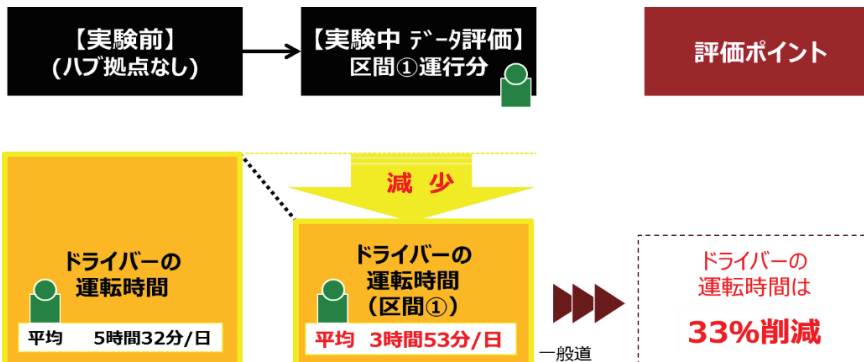 【実験前】
(ハブ拠点なし)
【実験中 ﾃﾞｰﾀ評価】
区間①運行分
評価ポイント
減 少
ドライバーの
運転時間
平均 5時間32分/日
ドライバーの
運転時間
(区間①)
平均 3時間53分/日
一般道
ドライバーの
運転時間は
33%削減